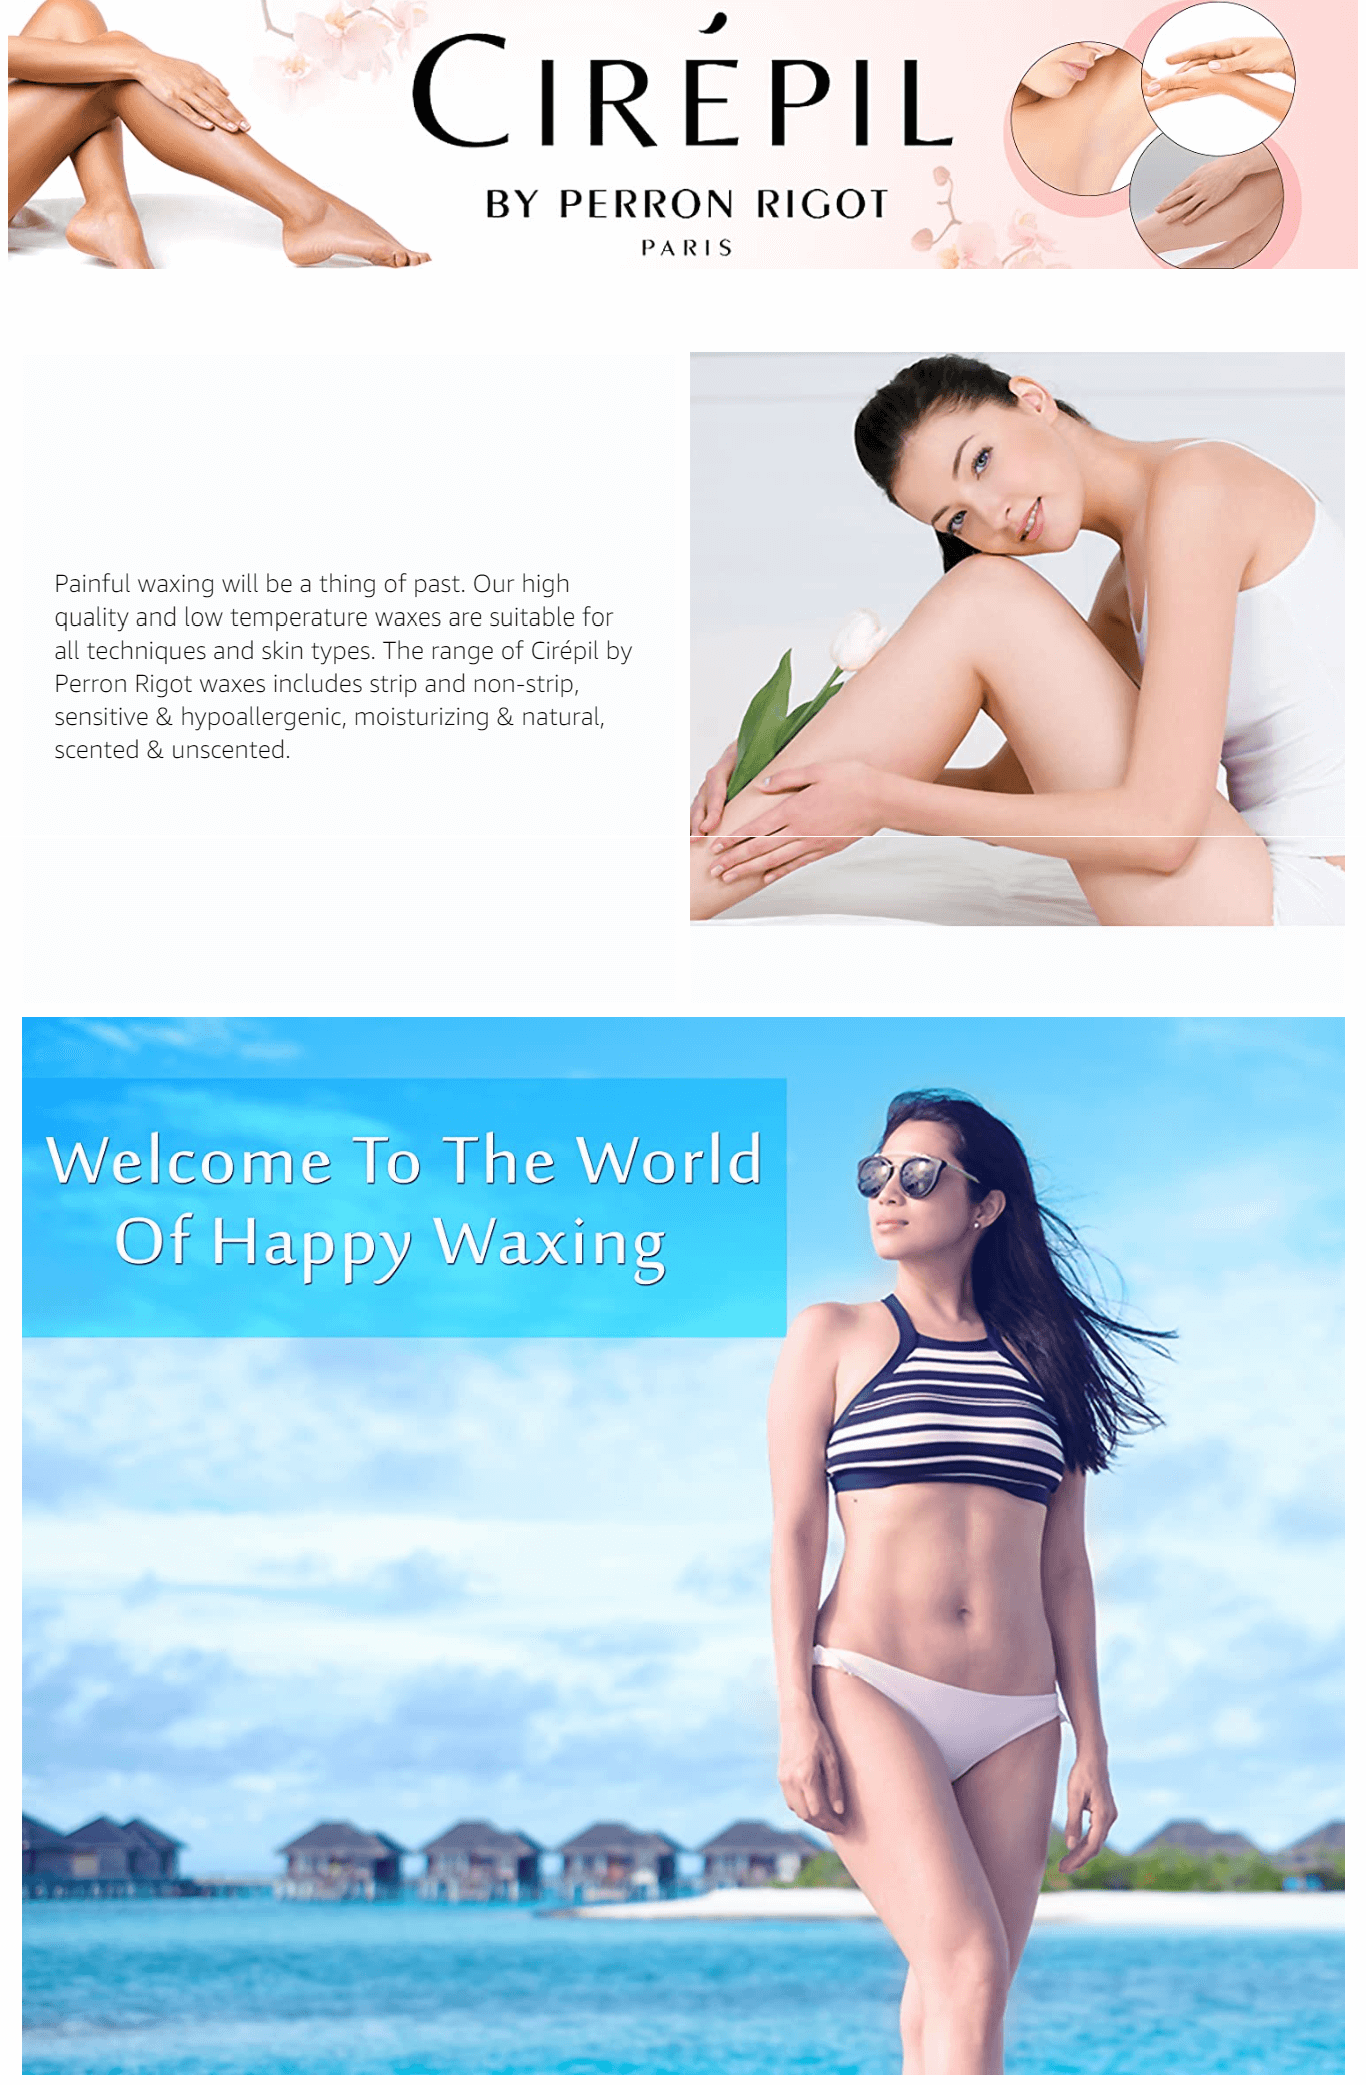 CIRÉPIL
BY PERRON RIGOT
PARIS
Painful waxing will be a thing of past. Our high
quality and low temperature waxes are suitable for
all techniques and skin types. The range of Cirépil by
Perron Rigot waxes includes strip and non-strip,
sensitive & hypoallergenic, moisturizing & natural,
scented & unscented.
Welcome To The World
Of Happy Waxing